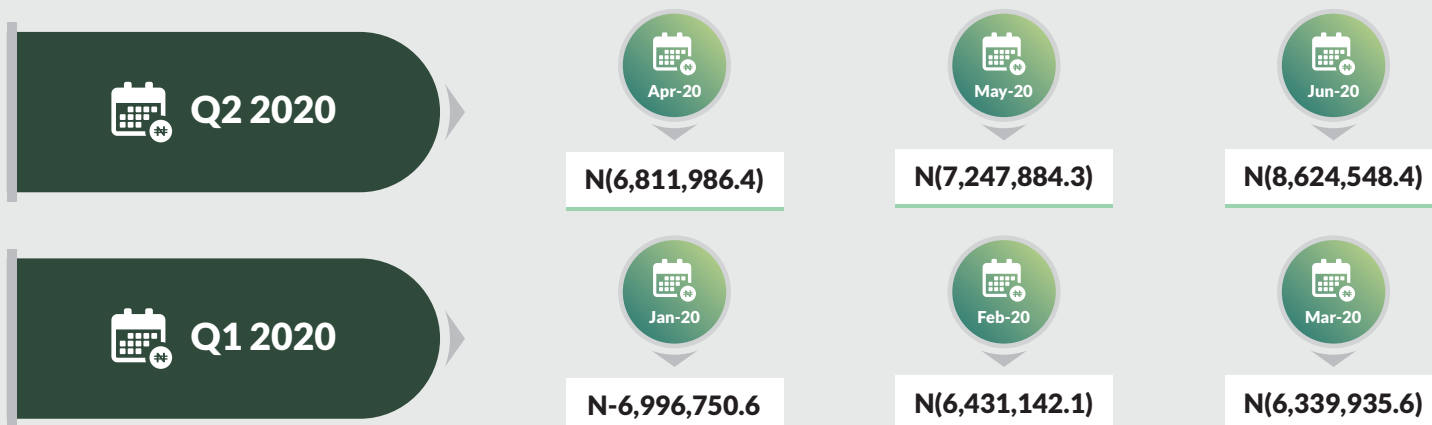 Q2 2020
Apr-20
May-20
Jun-20
N(6,811,986.4)
N(7,247,884.3)
N(8,624,548.4)
Q1 2020
Jan-20
Feb-20
Mar-20
N-6,996,750.6
N(6,431,142.1)
N(6,339,935.6)